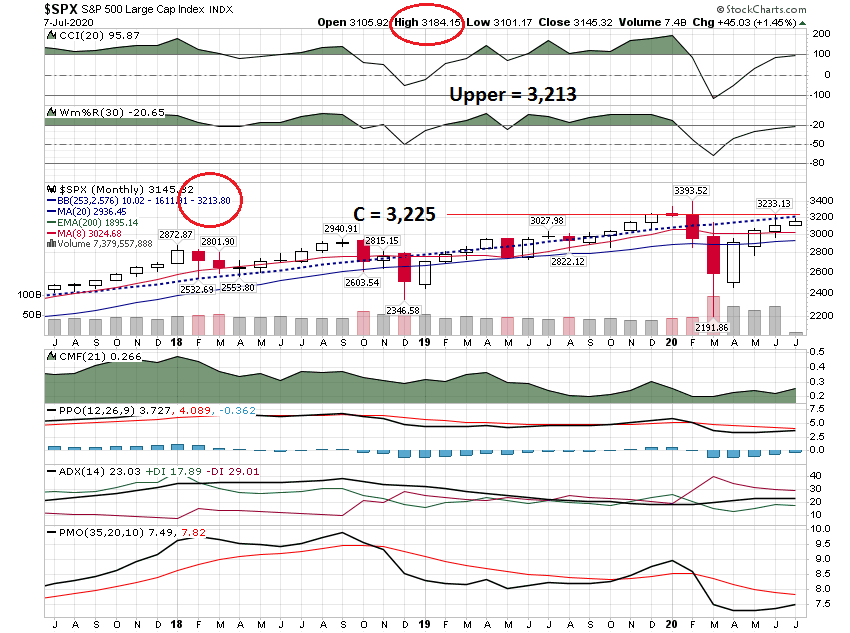 $SPX S&P 500 Large Cap Index INDX
© StockCharts.com
7-Jul-2020
Open 3105.92 High 3184.15 Low 3101.17 Close 3145.32 Volume 7.4B Chg +45.03 (+1.45%)
CCI(20) 95.87
200
100
0
-100
Upper = 3,213
Wm%R(30) -20.65
-20
-50
-80
$SPX (Monthly) 3145.32
BB(253,2.576) 10.02 - 1611.91 - 3213.80
MA(20) 2936.45
EMA(200) 1895.14
MA(8) 3024.68
Volume 7,379,557,888
C = 3,225
3393.52
3233.13
3027.98
2940.91
2872.87
2801.90
2815.15
2822.12
2532.69
2553.80
2603.54
2346.58
2191.86
3400
3200
3000
2800
2600
2400
2200
100B
50B
J A S O N D 18 F M A M J J A S O N D 19 F M A M J J A S O N D 20 F M A M J J
CMF(21) 0.266
0.5
0.4
0.3
0.2
PPO(12,26,9) 3.727, 4.089, -0.362
7.5
5.0
2.5
0.0
ADX(14) 23.03 +DI 17.89 -DI 29.01
40
30
20
10
PMO(35,20,10) 7.49, 7.82
10.0
9.5
9.0
8.5
8.0
7.5
J A S O N D 18 F M A M J J A S O N D 19 F M A M J J A S O N D 20 F M A M J J